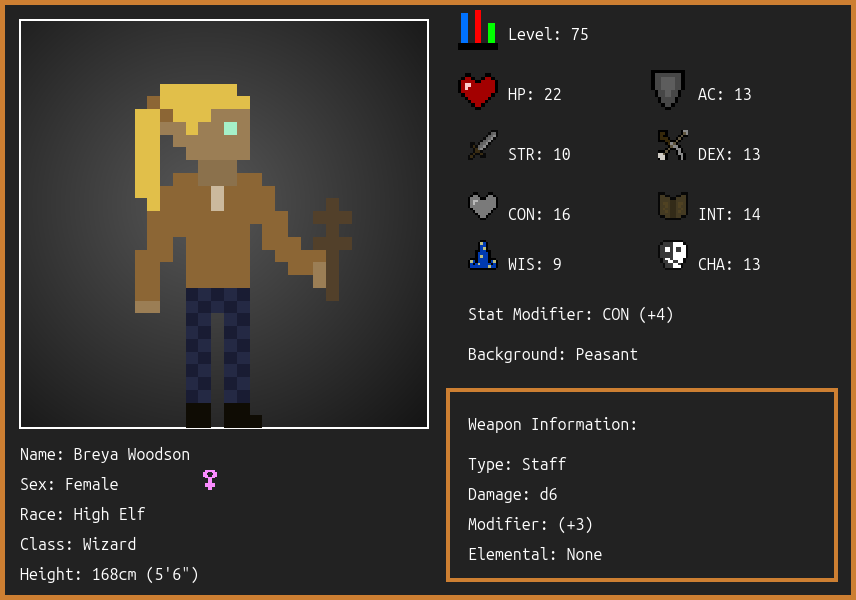 Level: 75
HP: 22
AC: 13
STR: 10
DEX: 13
CON: 16
INT: 14
WIS: 9
CHA: 13
Stat Modifier: CON (+4)
Background: Peasant
Weapon Information:
Type: Staff
Damage: d6
Modifier: (+3)
Elemental: None
Name: Breya Woodson
Sex: Female
Race: High Elf
Class: Wizard
Height: 168cm (5'6")